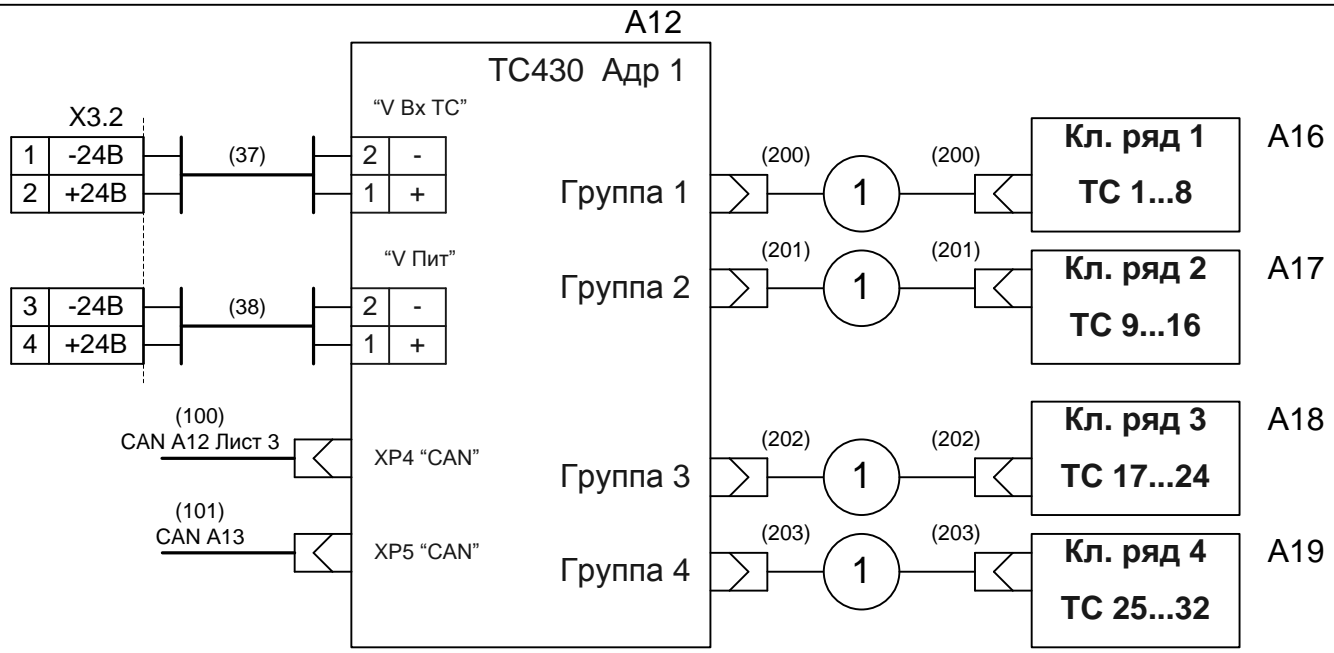 A12
ТС430 Адр 1
“V Вх ТС”
X3.2
1 -24В (37) 2 -
2 +24В 1 +
“V Пит”
3 -24В (38) 2 -
4 +24В 1 +
(100)
CAN A12 Лист 3
XP4 “CAN”
(101)
CAN A13
XP5 “CAN”
Группа 1 (200) 1 (200)
Кл. ряд 1 A16
ТС 1...8
Группа 2 (201) 1 (201)
Кл. ряд 2 A17
ТС 9...16
Группа 3 (202) 1 (202)
Кл. ряд 3 A18
ТС 17...24
Группа 4 (203) 1 (203)
Кл. ряд 4 A19
ТС 25...32